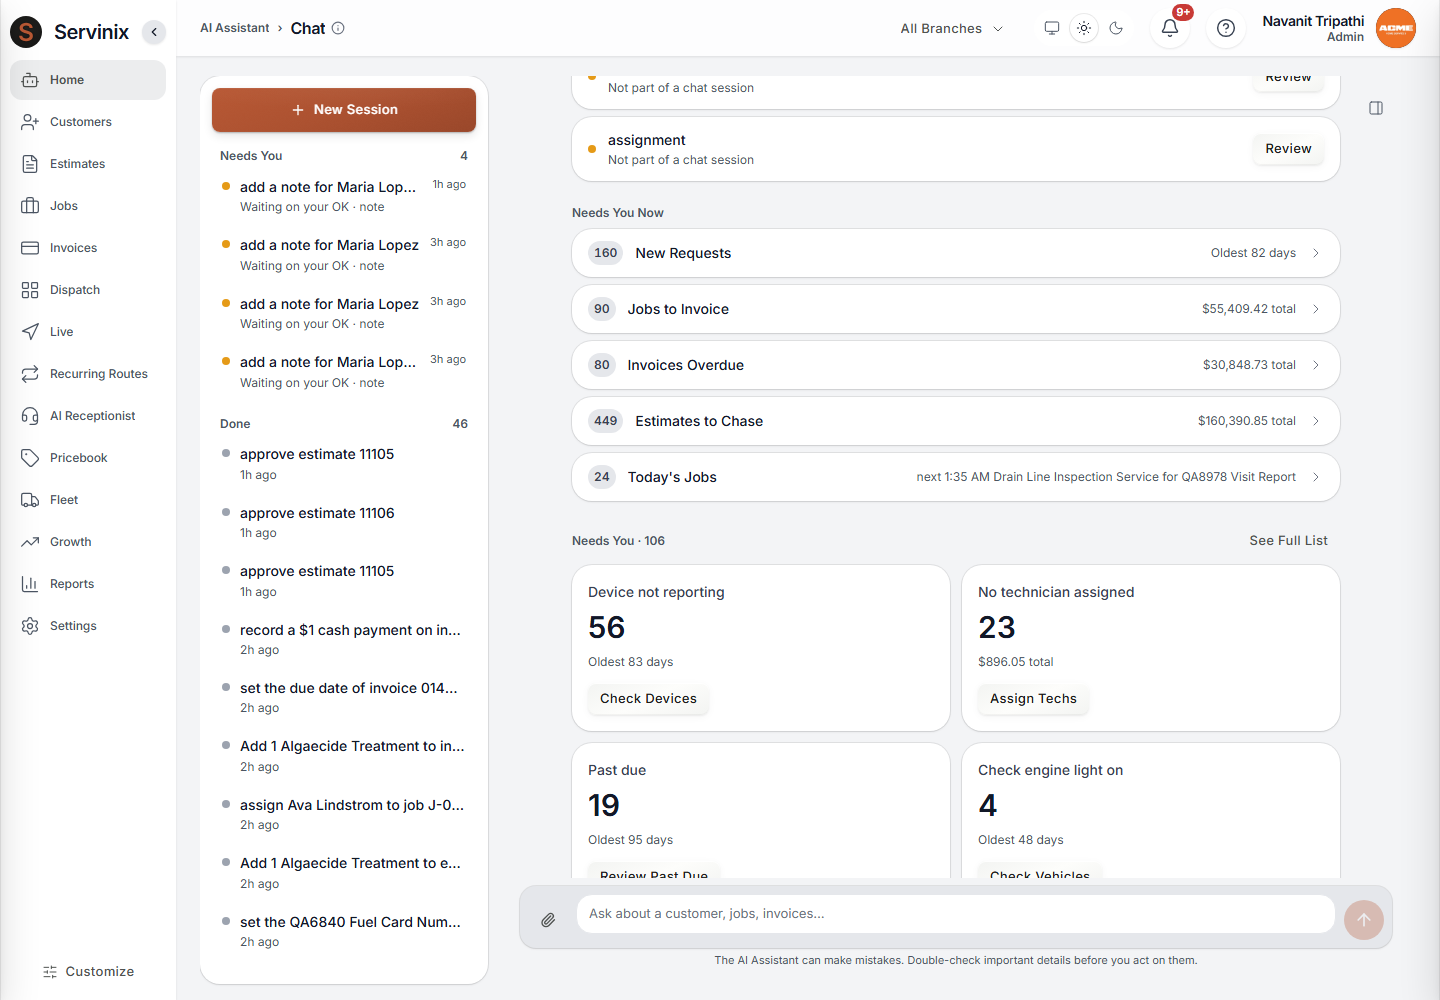 S Servinix
Home
Customers
Estimates
Jobs
Invoices
Dispatch
Live
Recurring Routes
AI Receptionist
Pricebook
Fleet
Growth
Reports
Settings
Customize
AI Assistant › Chat
All Branches
9+
Navanit Tripathi
Admin
ACME
+ New Session
Needs You 4
add a note for Maria Lop... 1h ago
Waiting on your OK · note
add a note for Maria Lopez 3h ago
Waiting on your OK · note
add a note for Maria Lopez 3h ago
Waiting on your OK · note
add a note for Maria Lop... 3h ago
Waiting on your OK · note
Done 46
approve estimate 11105
1h ago
approve estimate 11106
1h ago
approve estimate 11105
1h ago
record a $1 cash payment on in...
2h ago
set the due date of invoice 014...
2h ago
Add 1 Algaecide Treatment to in...
2h ago
assign Ava Lindstrom to job J-0...
2h ago
Add 1 Algaecide Treatment to e...
2h ago
set the QA6840 Fuel Card Num...
2h ago
Not part of a chat session
Review
assignment
Not part of a chat session
Review
Needs You Now
160 New Requests Oldest 82 days
90 Jobs to Invoice $55,409.42 total
80 Invoices Overdue $30,848.73 total
449 Estimates to Chase $160,390.85 total
24 Today's Jobs next 1:35 AM Drain Line Inspection Service for QA8978 Visit Report
Needs You · 106 See Full List
Device not reporting
56
Oldest 83 days
Check Devices
No technician assigned
23
$896.05 total
Assign Techs
Past due
19
Oldest 95 days
Review Past Due
Check engine light on
4
Oldest 48 days
Check Vehicles
Ask about a customer, jobs, invoices...
The AI Assistant can make mistakes. Double-check important details before you act on them.